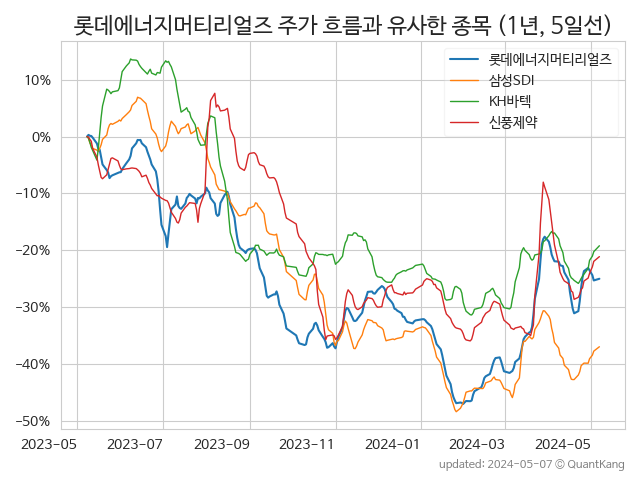 롯데에너지머티리얼즈 주가 흐름과 유사한 종목 (1년, 5일선)
롯데에너지머티리얼즈
삼성SDI
KH바텍
신풍제약
10%
0%
−10%
−20%
−30%
−40%
−50%
2023-05 2023-07 2023-09 2023-11 2024-01 2024-03 2024-05
updated: 2024-05-07 © QuantKang